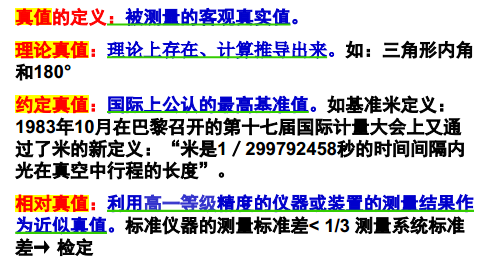 真值的定义：被测量的客观真实值。
理论真值：理论上存在、计算推导出来。如：三角形内角
和180°
约定真值：国际上公认的最高基准值。如基准米定义：
1983年10月在巴黎召开的第十七届国际计量大会上又通
过了米的新定义：“米是1／299792458秒的时间间隔内
光在真空中行程的长度”。
相对真值：利用高一等级精度的仪器或装置的测量结果作
为近似真值。标准仪器的测量标准差< 1/3 测量系统标准
差→ 检定